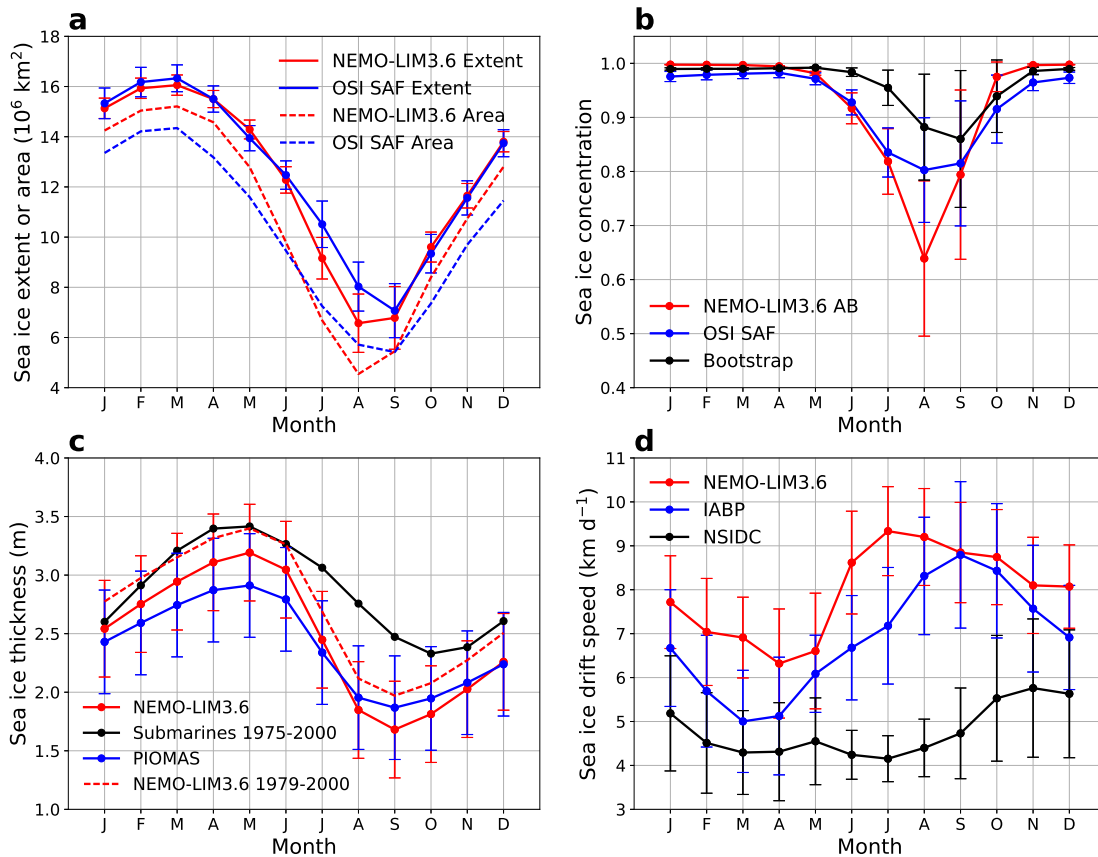 a
Sea ice extent or area (10⁶ km²)
18
16
14
12
10
8
6
4
NEMO-LIM3.6 Extent
OSI SAF Extent
NEMO-LIM3.6 Area
OSI SAF Area
J F M A M J J A S O N D
Month
b
Sea ice concentration
1.0
0.9
0.8
0.7
0.6
0.5
0.4
NEMO-LIM3.6 AB
OSI SAF
Bootstrap
J F M A M J J A S O N D
Month
c
Sea ice thickness (m)
4.0
3.5
3.0
2.5
2.0
1.5
1.0
NEMO-LIM3.6
Submarines 1975-2000
PIOMAS
NEMO-LIM3.6 1979-2000
J F M A M J J A S O N D
Month
d
Sea ice drift speed (km d⁻¹)
11
10
9
8
7
6
5
4
3
NEMO-LIM3.6
IABP
NSIDC
J F M A M J J A S O N D
Month